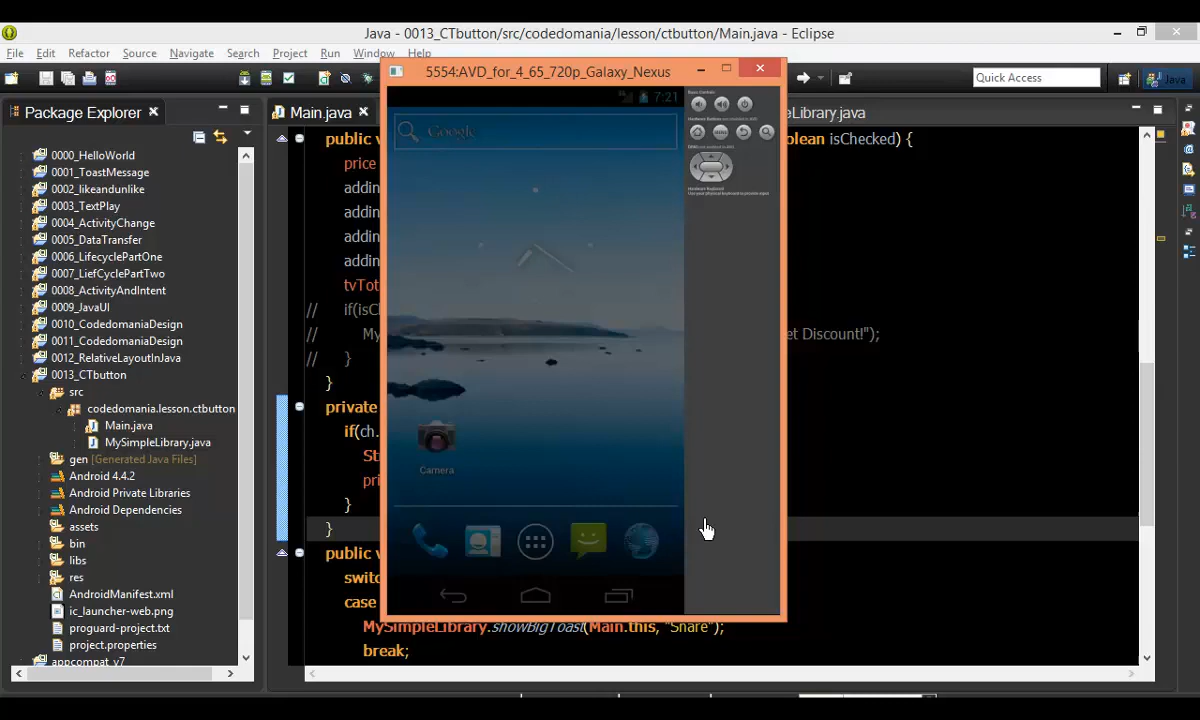 Java - 0013_CTbutton/src/codedomania/lesson/ctbutton/Main.java - Eclipse
File Edit Refactor Source Navigate Search Project Run Window Help
Quick Access
Java
Package Explorer
0000_HelloWorld
0001_ToastMessage
0002_likeandunlike
0003_TextPlay
0004_ActivityChange
0005_DataTransfer
0006_LifecyclePartOne
0007_LiefCyclePartTwo
0008_ActivityAndIntent
0009_JavaUI
0010_CodedomaniaDesign
0011_CodedomaniaDesign
0012_RelativeLayoutInJava
0013_CTbutton
src
codedomania.lesson.ctbutton
Main.java
MySimpleLibrary.java
gen [Generated Java Files]
Android 4.4.2
Android Private Libraries
Android Dependencies
assets
bin
libs
res
AndroidManifest.xml
ic_launcher-web.png
proguard-project.txt
project.properties
appcompat_v7
Main.java
eLibrary.java
public v
olean isChecked) {
price
addin
addin
addin
addin
tvTot
// if(isC
// My
et Discount!");
// }
}
private
if(ch.
St
pri
}
}
public v
switc
case
MySimpleLibrary.showBigToast(Main.this, "Share");
break;
5554:AVD_for_4_65_720p_Galaxy_Nexus
7:21
Google
Camera
Basic Controls
MENU